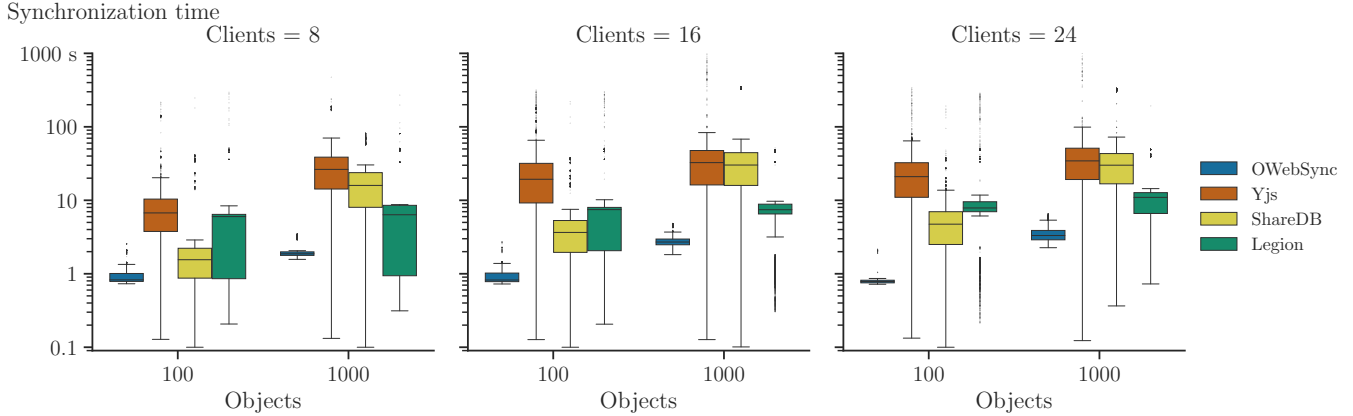 Synchronization time
Clients = 8
Clients = 16
Clients = 24
1000 s
100
10
1
0.1
OWebSync
Yjs
ShareDB
Legion
100
1000
100
1000
100
1000
Objects
Objects
Objects